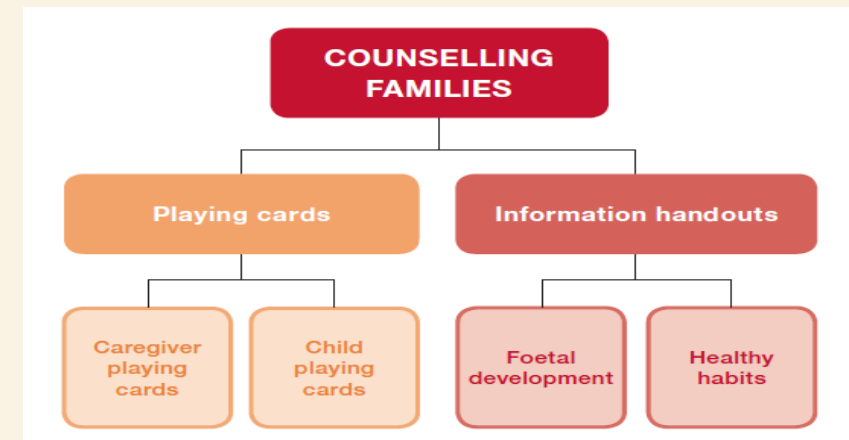 COUNSELLING
FAMILIES
Playing cards
Information handouts
Caregiver
playing
cards
Child
playing
cards
Foetal
development
Healthy
habits